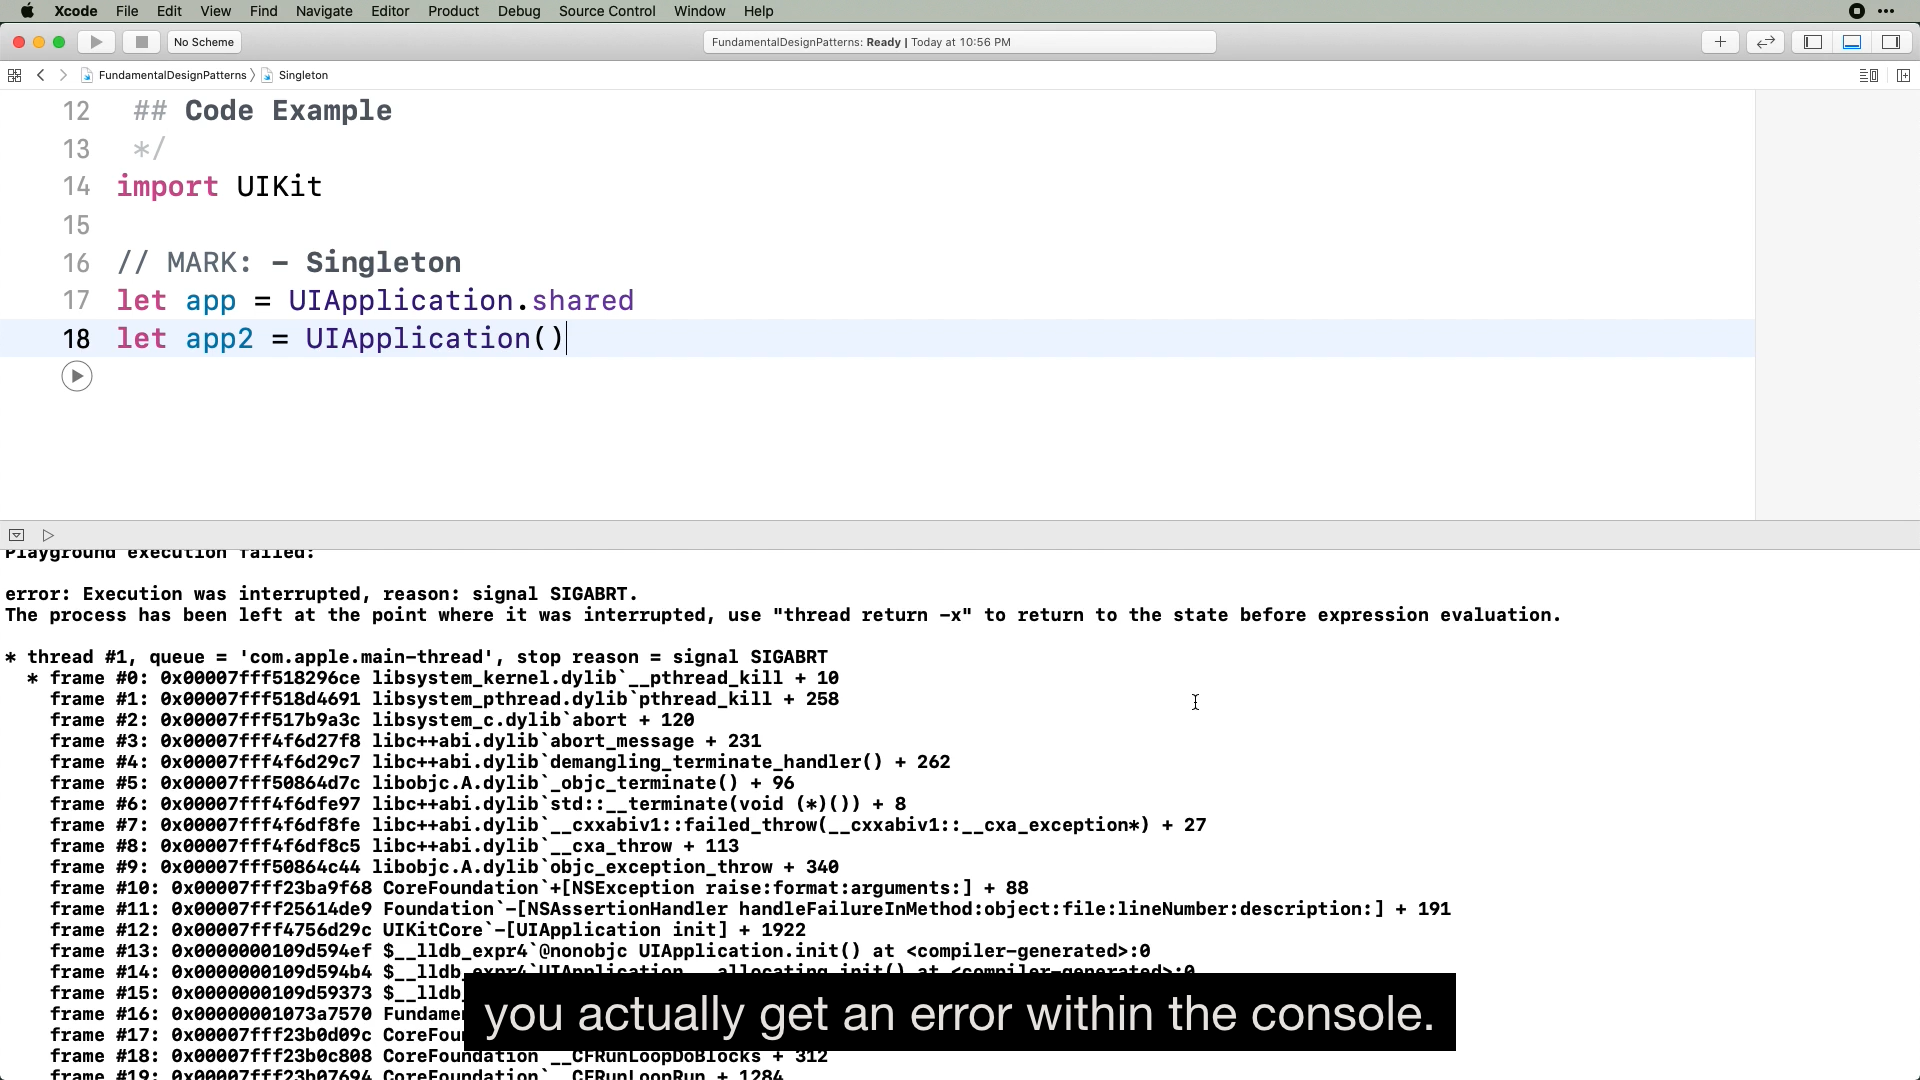 Xcode File Edit View Find Navigate Editor Product Debug Source Control Window Help
No Scheme
FundamentalDesignPatterns: Ready | Today at 10:56 PM
FundamentalDesignPatterns 〉 Singleton
12 ## Code Example
13 */
14 import UIKit
15
16 // MARK: - Singleton
17 let app = UIApplication.shared
18 let app2 = UIApplication()
Playground execution failed:
error: Execution was interrupted, reason: signal SIGABRT.
The process has been left at the point where it was interrupted, use "thread return -x" to return to the state before expression evaluation.
* thread #1, queue = 'com.apple.main-thread', stop reason = signal SIGABRT
* frame #0: 0x00007fff518296ce libsystem_kernel.dylib`__pthread_kill + 10
frame #1: 0x00007fff518d4691 libsystem_pthread.dylib`pthread_kill + 258
frame #2: 0x00007fff517b9a3c libsystem_c.dylib`abort + 120
frame #3: 0x00007fff4f6d27f8 libc++abi.dylib`abort_message + 231
frame #4: 0x00007fff4f6d29c7 libc++abi.dylib`demangling_terminate_handler() + 262
frame #5: 0x00007fff50864d7c libobjc.A.dylib`_objc_terminate() + 96
frame #6: 0x00007fff4f6dfe97 libc++abi.dylib`std::__terminate(void (*)()) + 8
frame #7: 0x00007fff4f6df8fe libc++abi.dylib`__cxxabiv1::failed_throw(__cxxabiv1::__cxa_exception*) + 27
frame #8: 0x00007fff4f6df8c5 libc++abi.dylib`__cxa_throw + 113
frame #9: 0x00007fff50864c44 libobjc.A.dylib`objc_exception_throw + 340
frame #10: 0x00007fff23ba9f68 CoreFoundation`+[NSException raise:format:arguments:] + 88
frame #11: 0x00007fff25614de9 Foundation`-[NSAssertionHandler handleFailureInMethod:object:file:lineNumber:description:] + 191
frame #12: 0x00007fff4756d29c UIKitCore`-[UIApplication init] + 1922
frame #13: 0x0000000109d594ef $__lldb_expr4`@nonobjc UIApplication.init() at <compiler-generated>:0
frame #14: 0x0000000109d594b4 $__lldb_expr4`UIApplication.__allocating_init() at <compiler-generated>:0
frame #15: 0x0000000109d59373 $__lldb
frame #16: 0x00000001073a7570 Fundame
frame #17: 0x00007fff23b0d09c CoreFou
frame #18: 0x00007fff23b0c808 CoreFoundation`__CFRunLoopDoBlocks + 312
frame #19: 0x00007fff23b07694 CoreFoundation`__CFRunLoopRun + 1284
you actually get an error within the console.